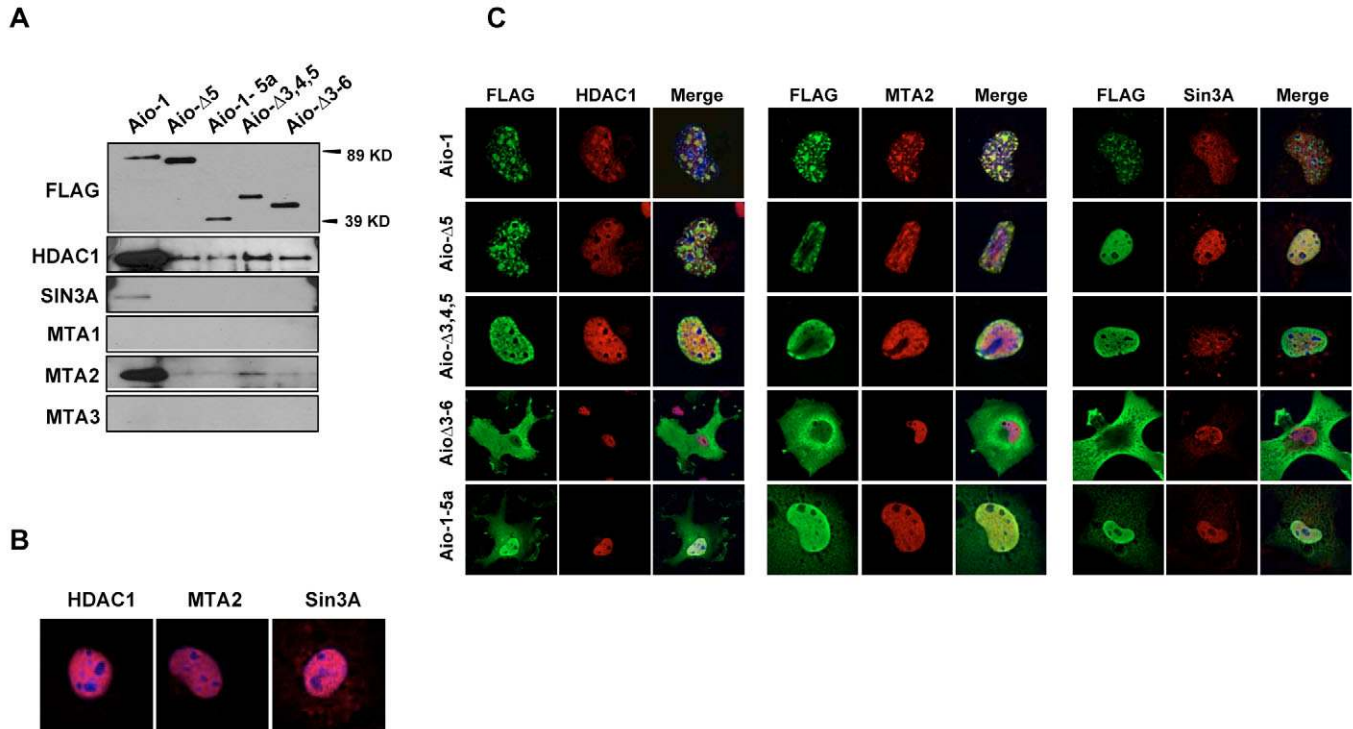 A
Aio-1 Aio-Δ5 Aio-1- 5a Aio-Δ3,4,5 Aio-Δ3-6
FLAG
89 KD
39 KD
HDAC1
SIN3A
MTA1
MTA2
MTA3
B
HDAC1 MTA2 Sin3A
C
FLAG HDAC1 Merge FLAG MTA2 Merge FLAG Sin3A Merge
Aio-1
Aio-Δ5
Aio-Δ3,4,5
AioΔ3-6
Aio-1-5a